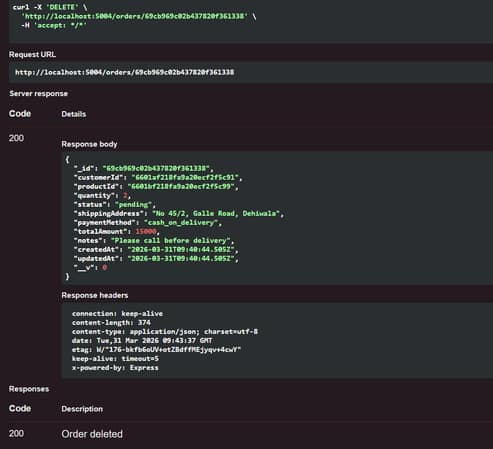 curl -X 'DELETE' \
'http://localhost:5004/orders/69cb969c02b437820f361338' \
-H 'accept: */*'
Request URL
http://localhost:5004/orders/69cb969c02b437820f361338
Server response
Code Details
200
Response body
{
"_id": "69cb969c02b437820f361338",
"customerId": "6601af218fa9a20ecf2f5c91",
"productId": "6601bf218fa9a20ecf2f5c99",
"quantity": 2,
"status": "pending",
"shippingAddress": "No 45/2, Galle Road, Dehiwala",
"paymentMethod": "cash_on_delivery",
"totalAmount": 15000,
"notes": "Please call before delivery",
"createdAt": "2026-03-31T09:40:44.505Z",
"updatedAt": "2026-03-31T09:40:44.505Z",
"__v": 0
}
Response headers
connection: keep-alive
content-length: 374
content-type: application/json; charset=utf-8
date: Tue,31 Mar 2026 09:43:37 GMT
etag: W/"176-bkfb6oUV+otZBdffMEjyqv+4cwY"
keep-alive: timeout=5
x-powered-by: Express
Responses
Code Description
200 Order deleted